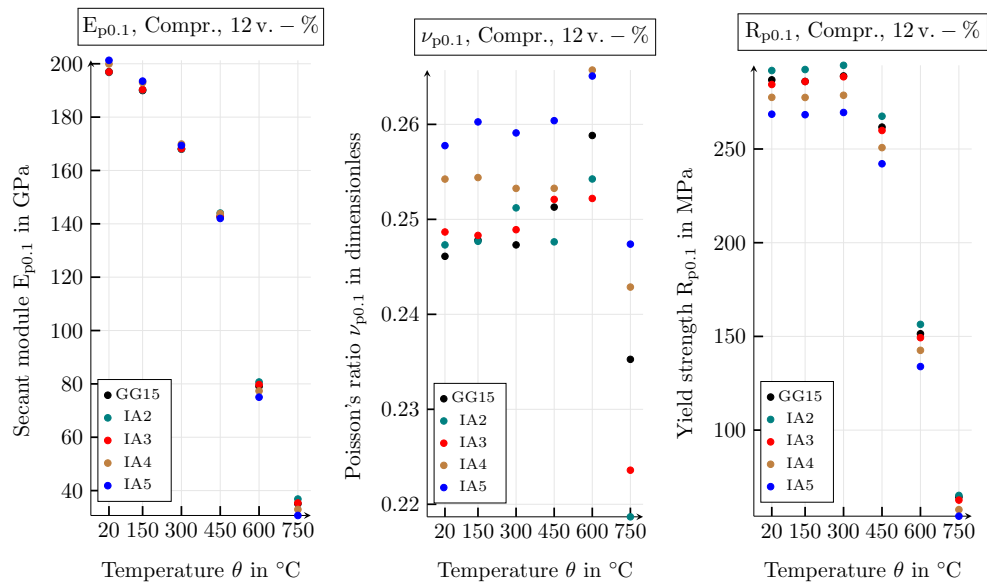 E_p0.1, Compr., 12 v. − %
200
180
160
140
120
100
80
60
40
GG15
IA2
IA3
IA4
IA5
20 150 300 450 600 750
Temperature θ in °C
Secant module E_p0.1 in GPa
ν_p0.1, Compr., 12 v. − %
0.26
0.25
0.24
0.23
0.22
GG15
IA2
IA3
IA4
IA5
20 150 300 450 600 750
Temperature θ in °C
Poisson's ratio ν_p0.1 in dimensionless
R_p0.1, Compr., 12 v. − %
250
200
150
100
GG15
IA2
IA3
IA4
IA5
20 150 300 450 600 750
Temperature θ in °C
Yield strength R_p0.1 in MPa